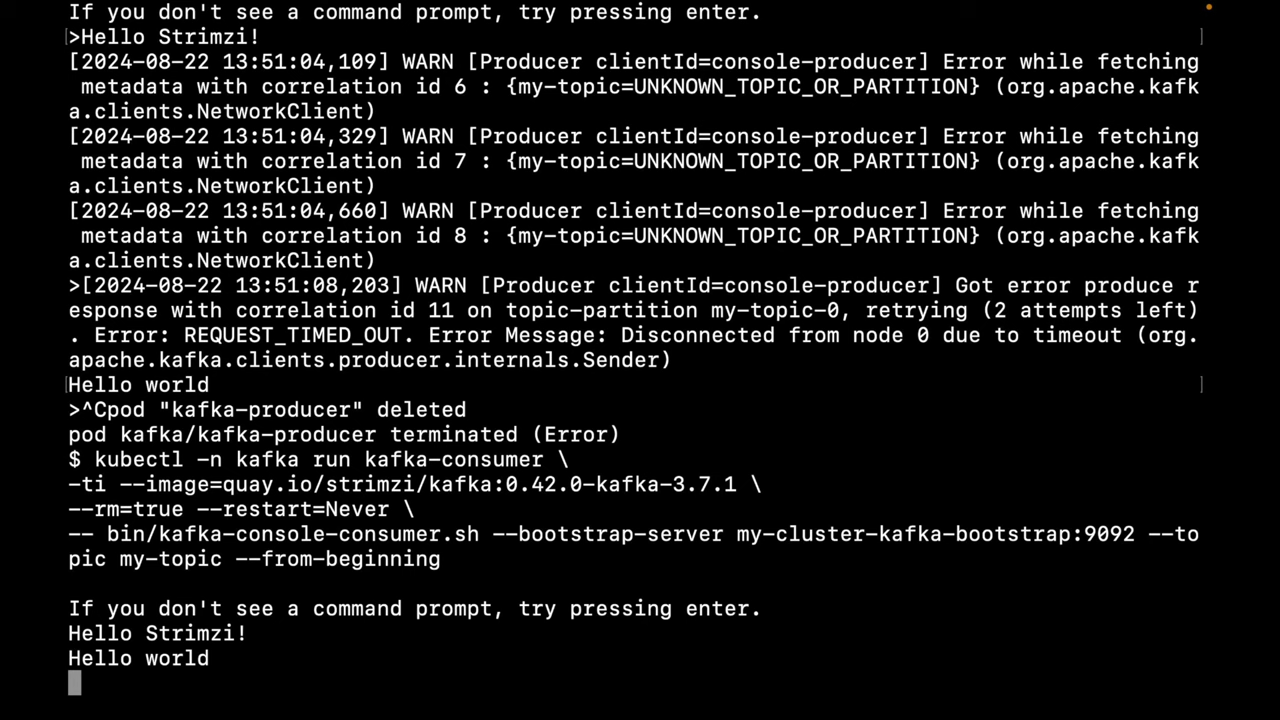 If you don't see a command prompt, try pressing enter.
[>Hello Strimzi! ]
[2024-08-22 13:51:04,109] WARN [Producer clientId=console-producer] Error while fetching
 metadata with correlation id 6 : {my-topic=UNKNOWN_TOPIC_OR_PARTITION} (org.apache.kafk
a.clients.NetworkClient)
[2024-08-22 13:51:04,329] WARN [Producer clientId=console-producer] Error while fetching
 metadata with correlation id 7 : {my-topic=UNKNOWN_TOPIC_OR_PARTITION} (org.apache.kafk
a.clients.NetworkClient)
[2024-08-22 13:51:04,660] WARN [Producer clientId=console-producer] Error while fetching
 metadata with correlation id 8 : {my-topic=UNKNOWN_TOPIC_OR_PARTITION} (org.apache.kafk
a.clients.NetworkClient)
>[2024-08-22 13:51:08,203] WARN [Producer clientId=console-producer] Got error produce r
esponse with correlation id 11 on topic-partition my-topic-0, retrying (2 attempts left)
. Error: REQUEST_TIMED_OUT. Error Message: Disconnected from node 0 due to timeout (org.
apache.kafka.clients.producer.internals.Sender)
[Hello world ]
>^Cpod "kafka-producer" deleted
pod kafka/kafka-producer terminated (Error)
$ kubectl -n kafka run kafka-consumer \
-ti --image=quay.io/strimzi/kafka:0.42.0-kafka-3.7.1 \
--rm=true --restart=Never \
-- bin/kafka-console-consumer.sh --bootstrap-server my-cluster-kafka-bootstrap:9092 --to
pic my-topic --from-beginning
If you don't see a command prompt, try pressing enter.
Hello Strimzi!
Hello world